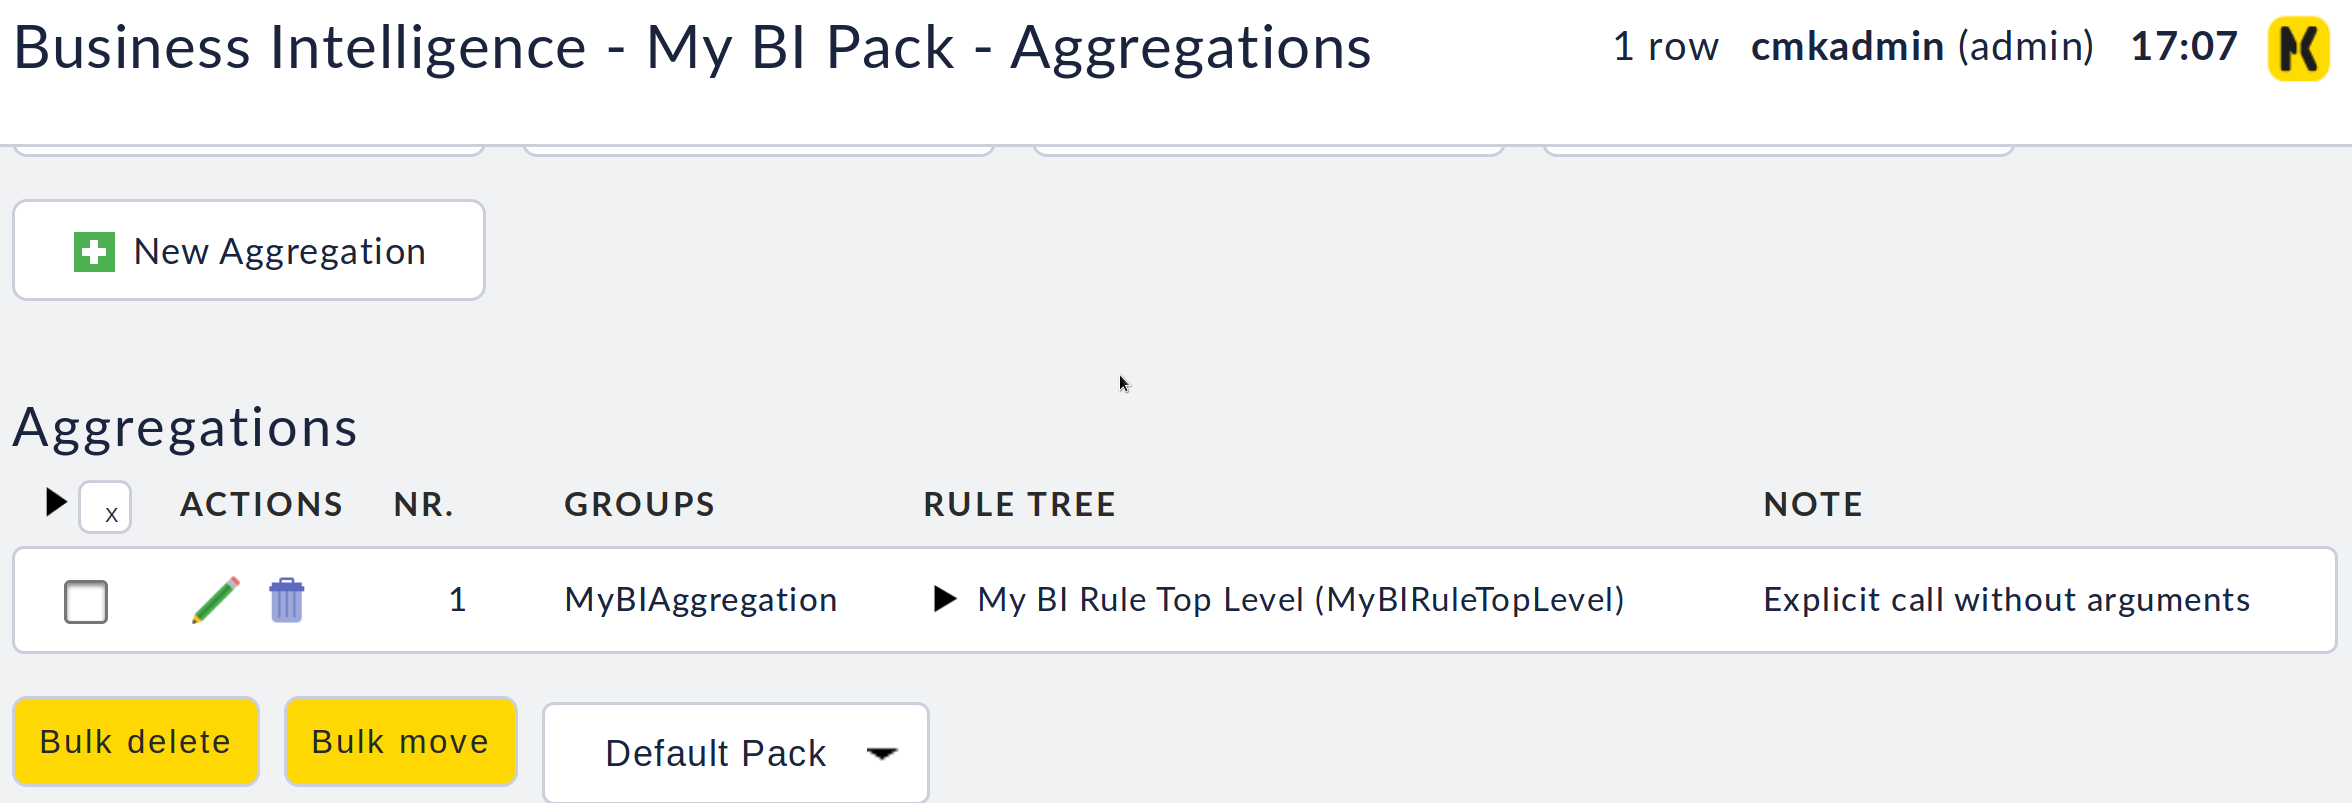 Business Intelligence - My BI Pack - Aggregations 1 row cmkadmin (admin) 17:07
New Aggregation
Aggregations
x ACTIONS NR. GROUPS RULE TREE NOTE
1 MyBIAggregation My BI Rule Top Level (MyBIRuleTopLevel) Explicit call without arguments
Bulk delete Bulk move Default Pack